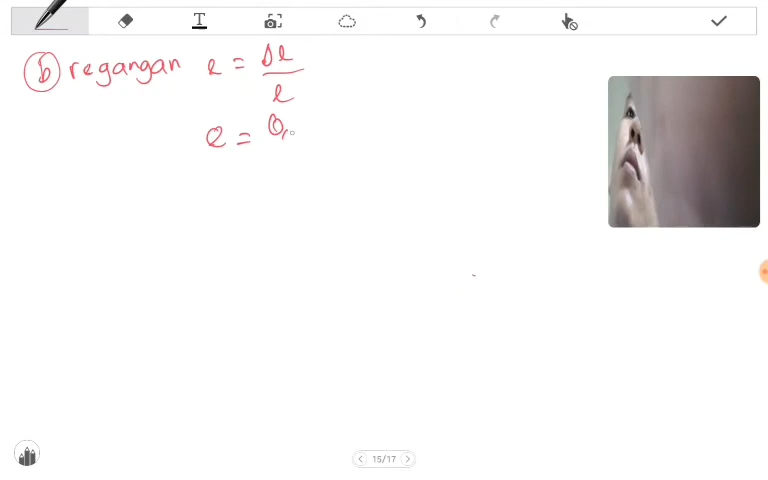 T
b regangan e = Δl
l
e = 0,
15/17